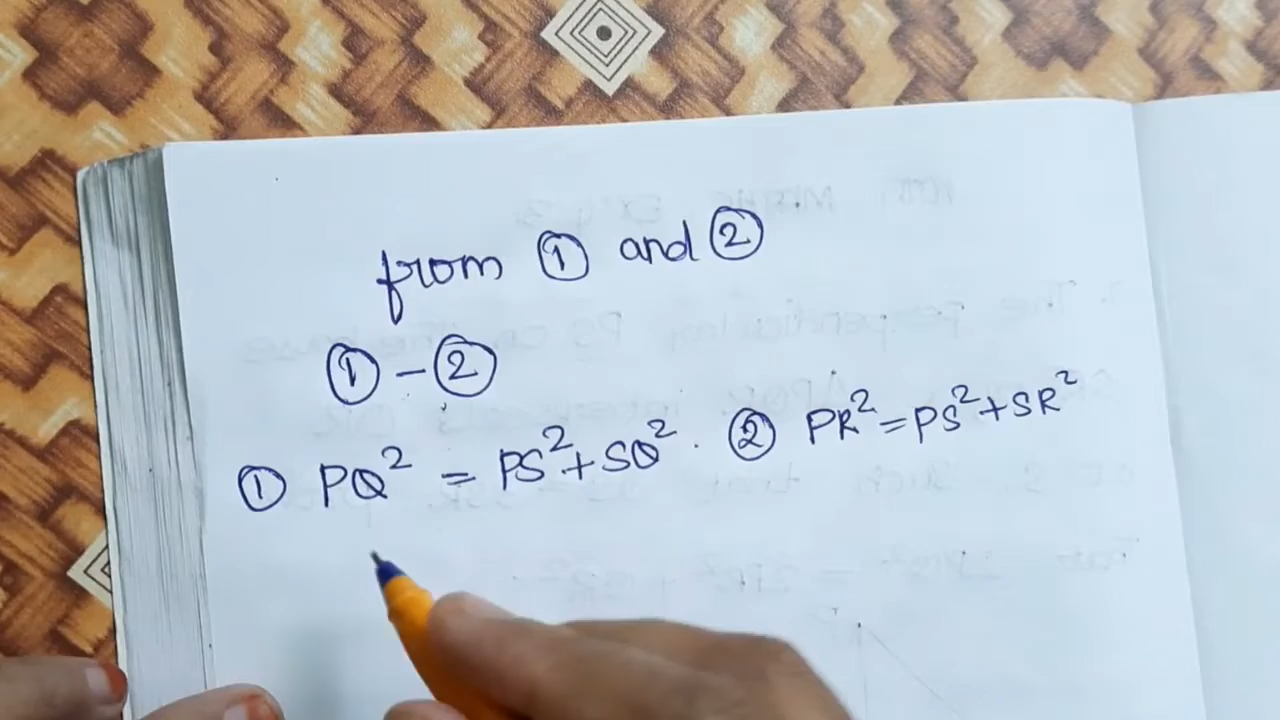 from ① and ②
① – ②
① PQ² = PS² + SQ². ② PR² = PS² + SR²